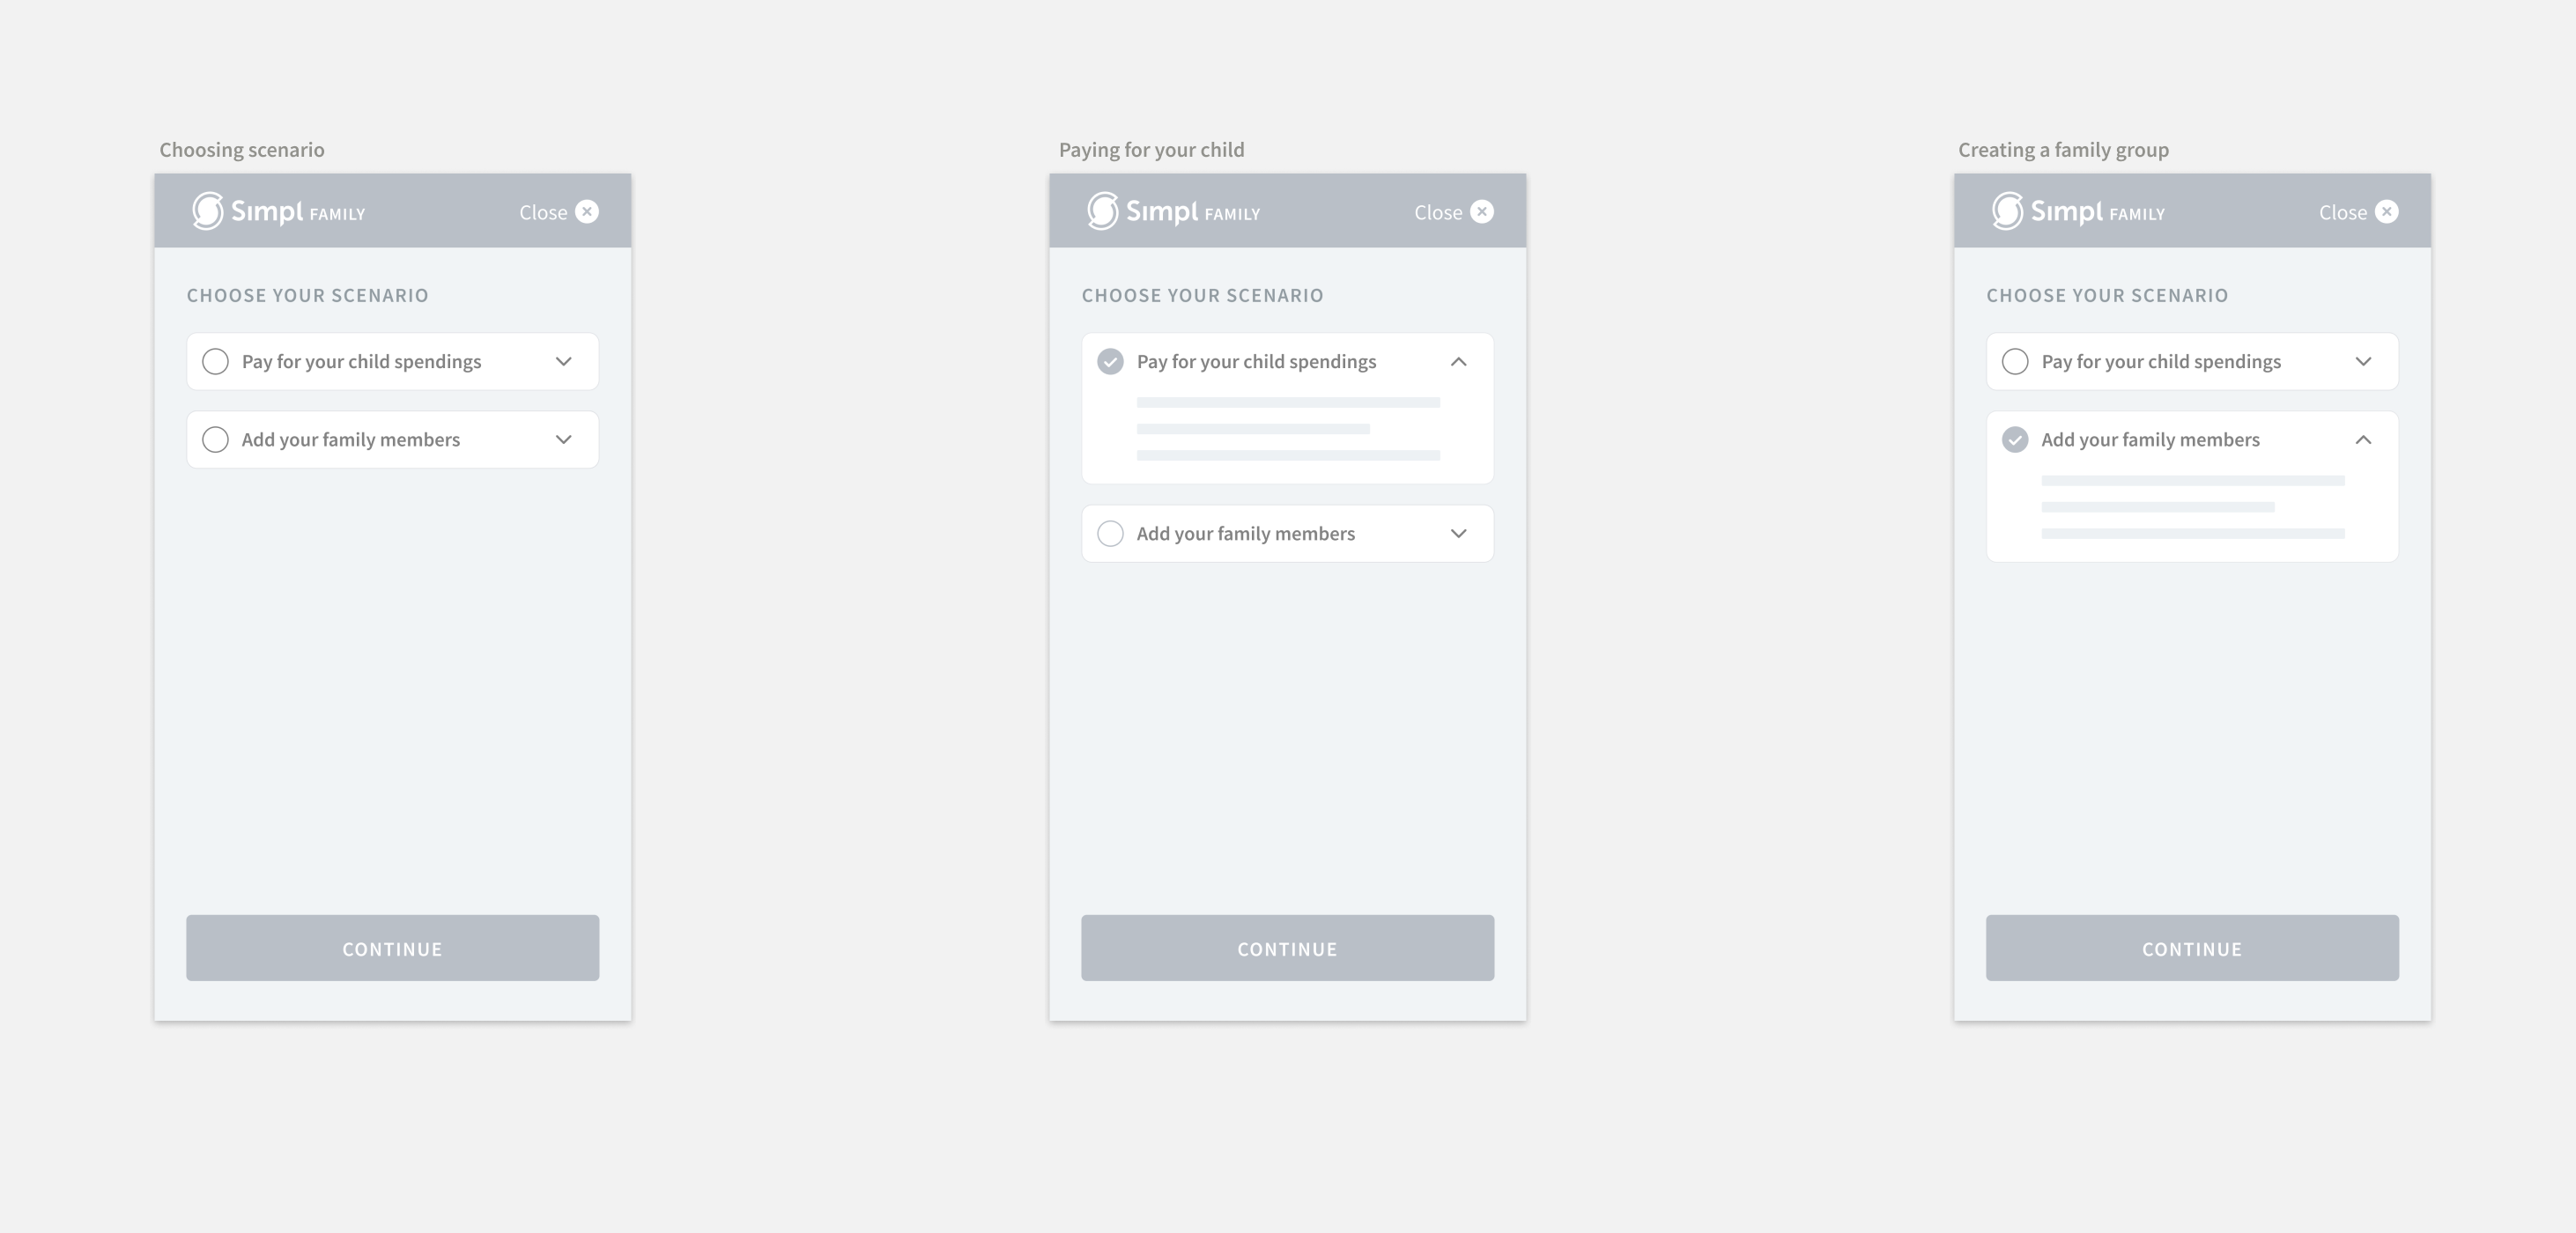 Choosing scenario
Simpl FAMILY
Close
CHOOSE YOUR SCENARIO
Pay for your child spendings
Add your family members
CONTINUE
Paying for your child
Simpl FAMILY
Close
CHOOSE YOUR SCENARIO
Pay for your child spendings
Add your family members
CONTINUE
Creating a family group
Simpl FAMILY
Close
CHOOSE YOUR SCENARIO
Pay for your child spendings
Add your family members
CONTINUE